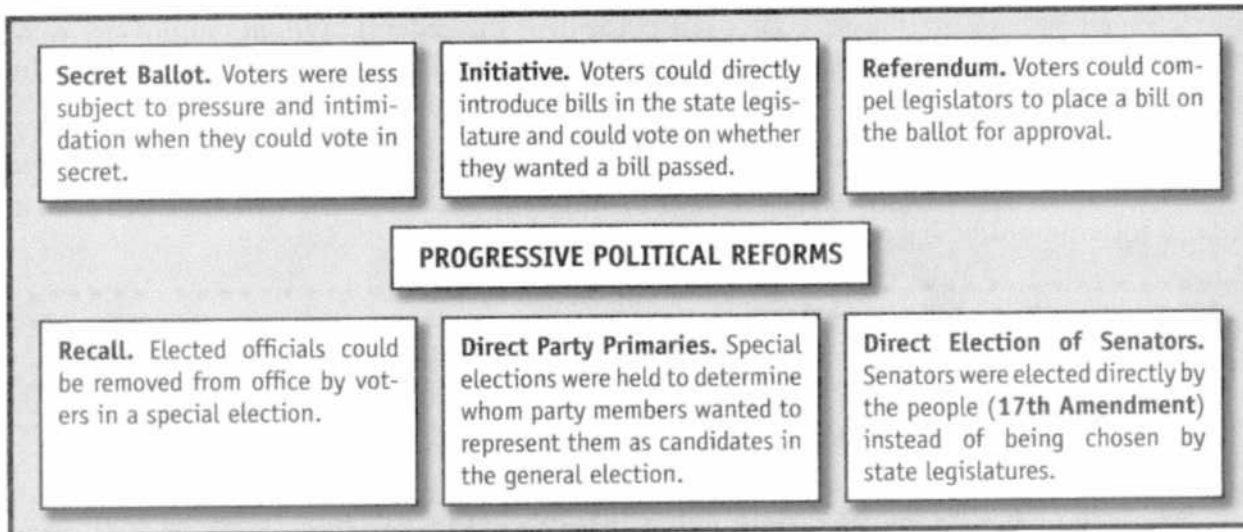 Secret Ballot. Voters were less
subject to pressure and intimi-
dation when they could vote in
secret.
Initiative. Voters could directly
introduce bills in the state legis-
lature and could vote on whether
they wanted a bill passed.
Referendum. Voters could com-
pel legislators to place a bill on
the ballot for approval.
PROGRESSIVE POLITICAL REFORMS
Recall. Elected officials could
be removed from office by vot-
ers in a special election.
Direct Party Primaries. Special
elections were held to determine
whom party members wanted to
represent them as candidates in
the general election.
Direct Election of Senators.
Senators were elected directly by
the people (17th Amendment)
instead of being chosen by
state legislatures.